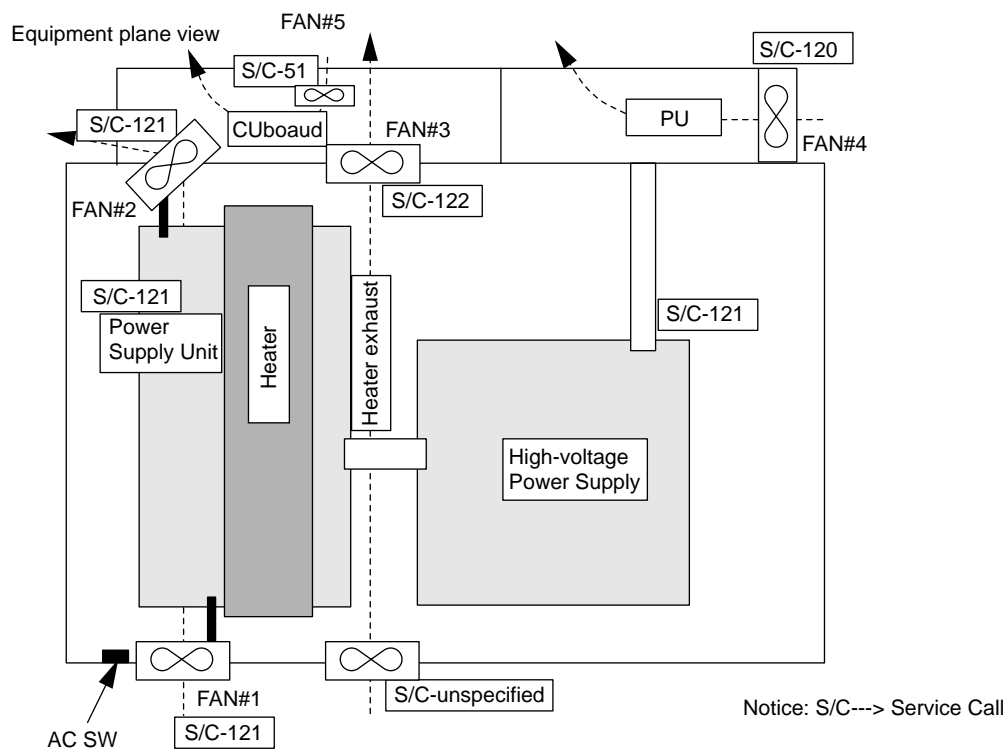 FAN#5
Equipment plane view
S/C-120
S/C-51
S/C-121
CUboaud
FAN#3
PU
FAN#4
FAN#2
S/C-122
S/C-121
Power
Supply Unit
Heater
Heater exhaust
S/C-121
High-voltage
Power Supply
FAN#1
S/C-unspecified
S/C-121
AC SW
Notice: S/C---> Service Call